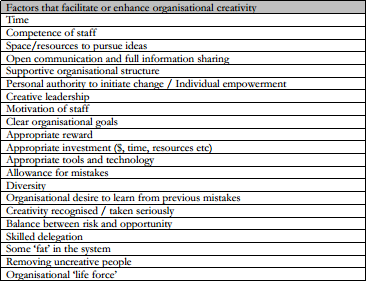 Factors that facilitate or enhance organisational creativity
Time
Competence of staff
Space/resources to pursue ideas
Open communication and full information sharing
Supportive organisational structure
Personal authority to initiate change / Individual empowerment
Creative leadership
Motivation of staff
Clear organisational goals
Appropriate reward
Appropriate investment ($, time, resources etc)
Appropriate tools and technology
Allowance for mistakes
Diversity
Organisational desire to learn from previous mistakes
Creativity recognised / taken seriously
Balance between risk and opportunity
Skilled delegation
Some ‘fat’ in the system
Removing uncreative people
Organisational ‘life force’